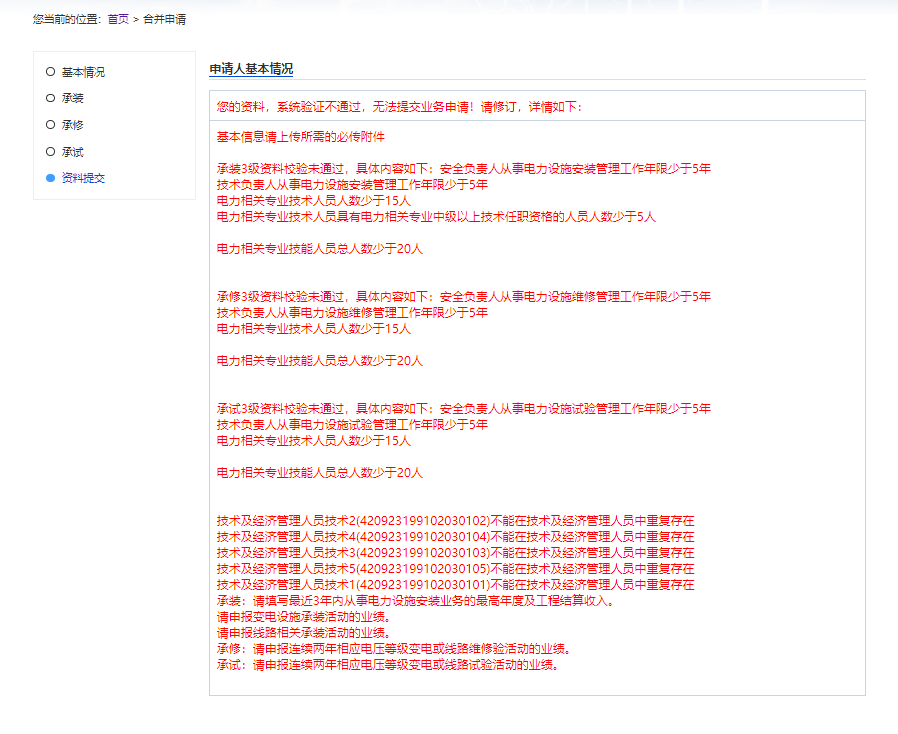 您当前的位置：首页 > 合并申请
基本情况
承装
承修
承试
资料提交
申请人基本情况
您的资料，系统验证不通过，无法提交业务申请！请修订，详情如下：
基本信息请上传所需的必传附件
承装3级资料校验未通过，具体内容如下：安全负责人从事电力设施安装管理工作年限少于5年
技术负责人从事电力设施安装管理工作年限少于5年
电力相关专业技术人员人数少于15人
电力相关专业技术人员具有电力相关专业中级以上技术任职资格的人员人数少于5人
电力相关专业技能人员总人数少于20人
承修3级资料校验未通过，具体内容如下：安全负责人从事电力设施维修管理工作年限少于5年
技术负责人从事电力设施维修管理工作年限少于5年
电力相关专业技术人员人数少于15人
电力相关专业技能人员总人数少于20人
承试3级资料校验未通过，具体内容如下：安全负责人从事电力设施试验管理工作年限少于5年
技术负责人从事电力设施试验管理工作年限少于5年
电力相关专业技术人员人数少于15人
电力相关专业技能人员总人数少于20人
技术及经济管理人员技术2(420923199102030102)不能在技术及经济管理人员中重复存在
技术及经济管理人员技术4(420923199102030104)不能在技术及经济管理人员中重复存在
技术及经济管理人员技术3(420923199102030103)不能在技术及经济管理人员中重复存在
技术及经济管理人员技术5(420923199102030105)不能在技术及经济管理人员中重复存在
技术及经济管理人员技术1(420923199102030101)不能在技术及经济管理人员中重复存在
承装：请填写最近3年内从事电力设施安装业务的最高年度及工程结算收入。
请申报变电设施承装活动的业绩。
请申报线路相关承装活动的业绩。
承修：请申报连续两年相应电压等级变电或线路维修验活动的业绩。
承试：请申报连续两年相应电压等级变电或线路试验活动的业绩。